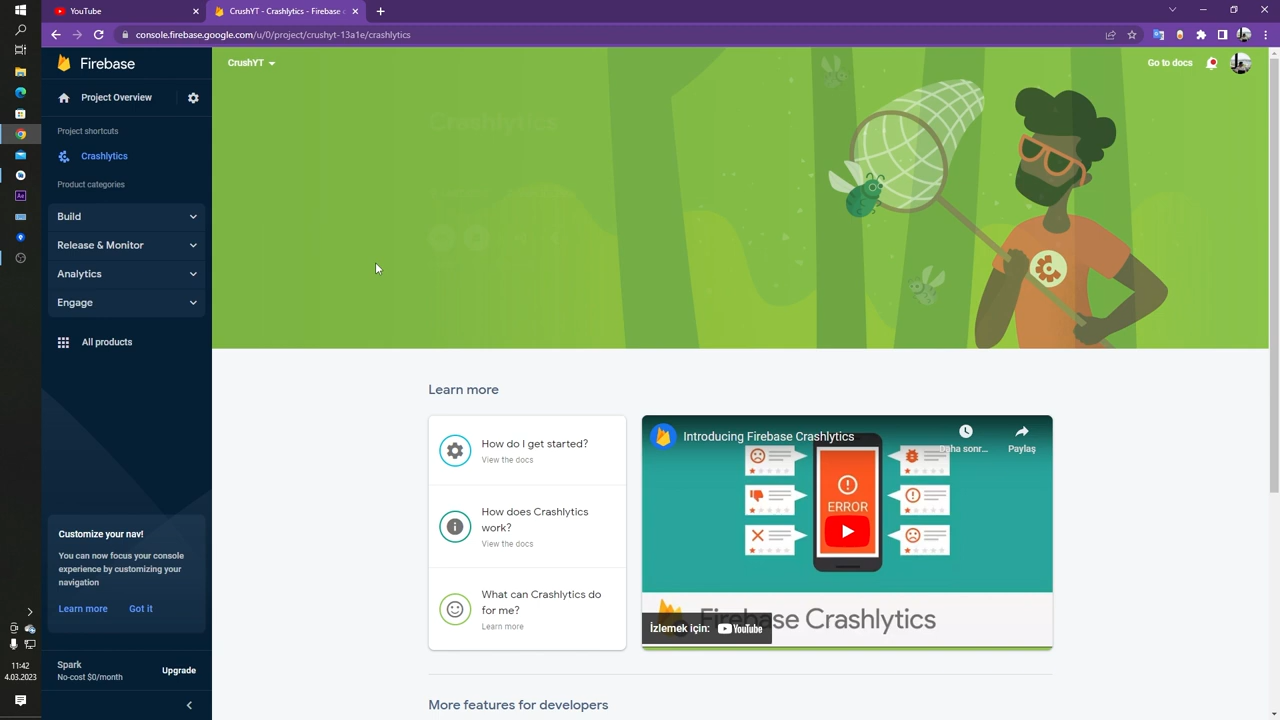 YouTube
CrushYT - Crashlytics - Firebase c
console.firebase.google.com/u/0/project/crushyt-13a1e/crashlytics
Firebase
CrushYT
Go to docs
Project Overview
Project shortcuts
Crashlytics
Product categories
Build
Release & Monitor
Analytics
Engage
All products
Crashlytics
Learn more
How do I get started?
View the docs
How does Crashlytics
work?
View the docs
What can Crashlytics do
for me?
Learn more
Introducing Firebase Crashlytics
Daha sonr...
Paylaş
ERROR
Firebase Crashlytics
İzlemek için: YouTube
Customize your nav!
You can now focus your console
experience by customizing your
navigation
Learn more
Got it
Spark
No-cost $0/month
Upgrade
More features for developers
11:42
4.03.2023